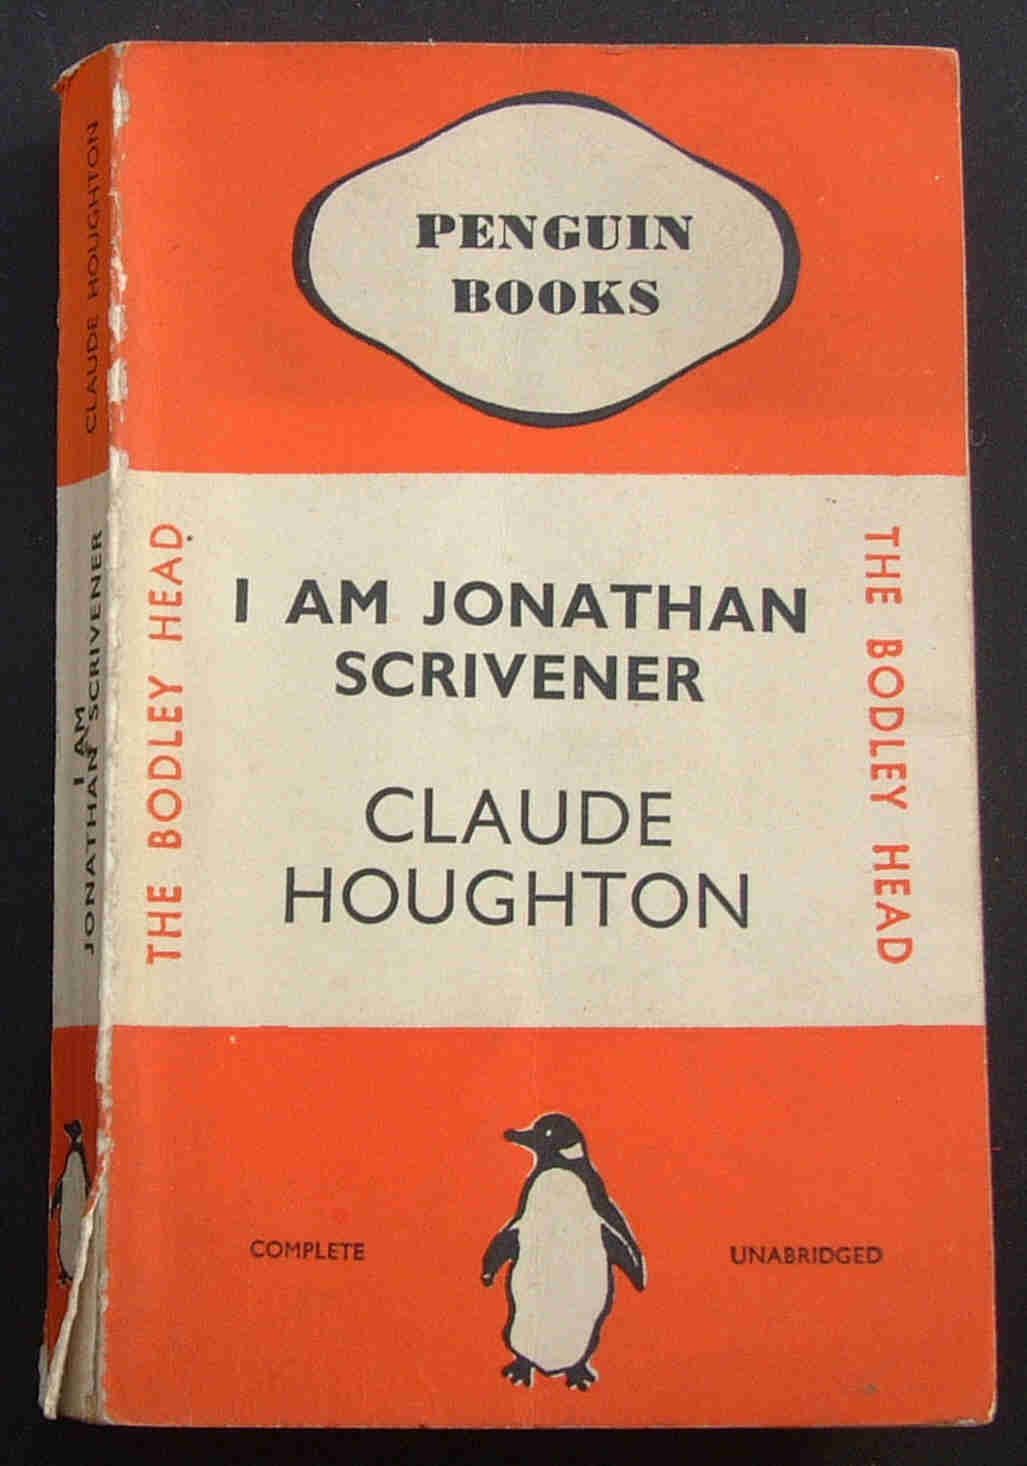 PENGUIN
BOOKS
THE BODLEY HEAD
I AM JONATHAN
SCRIVENER
CLAUDE
HOUGHTON
THE BODLEY HEAD
COMPLETE
UNABRIDGED
CLAUDE HOUGHTON
I AM
JONATHAN SCRIVENER